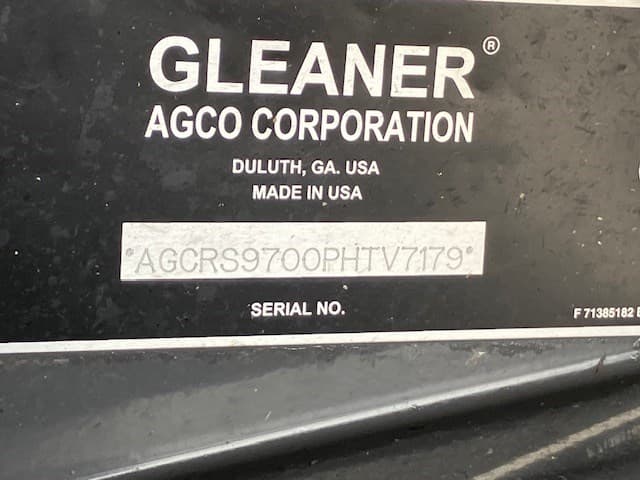 GLEANER®
AGCO CORPORATION
DULUTH, GA. USA
MADE IN USA
*AGCRS9700PHTV7179*
SERIAL NO.
F 71385182